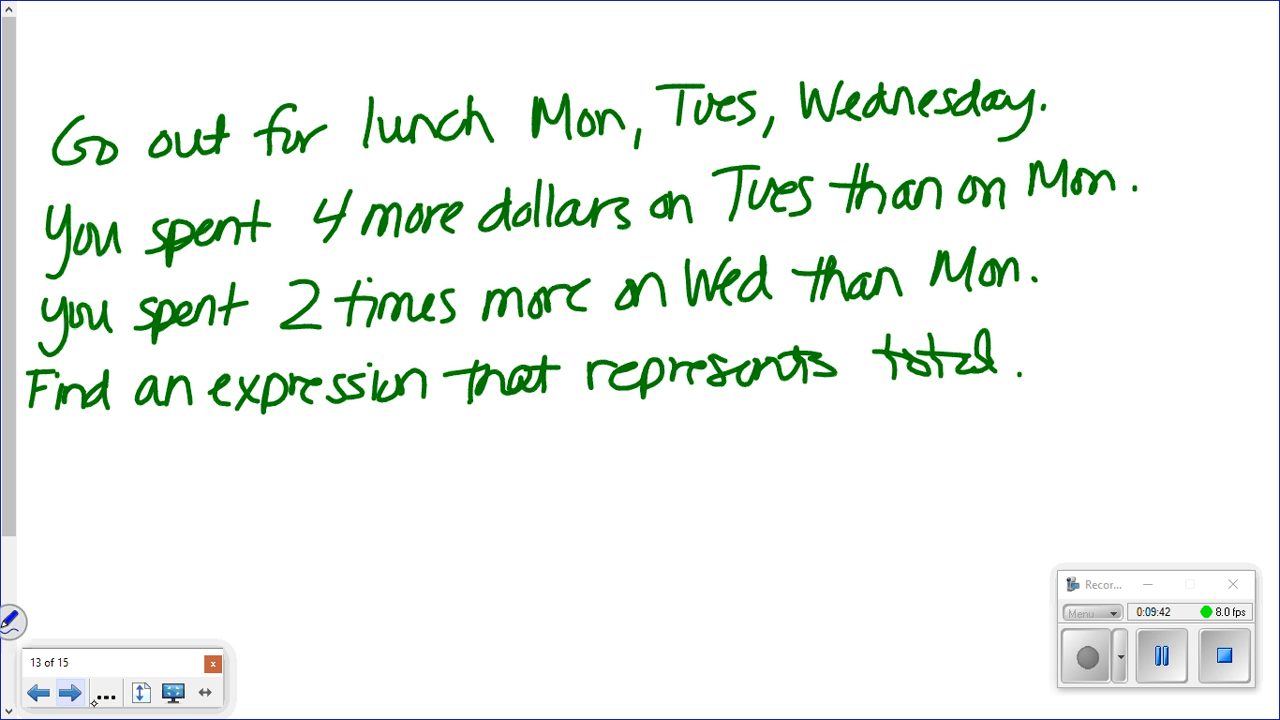 Go out for lunch Mon, Tues, Wednesday.
You spent 4 more dollars on Tues than on Mon.
you spent 2 times more on Wed than Mon.
Find an expression that represents total.
Recor...
Menu
0:09:42
8.0 fps
13 of 15